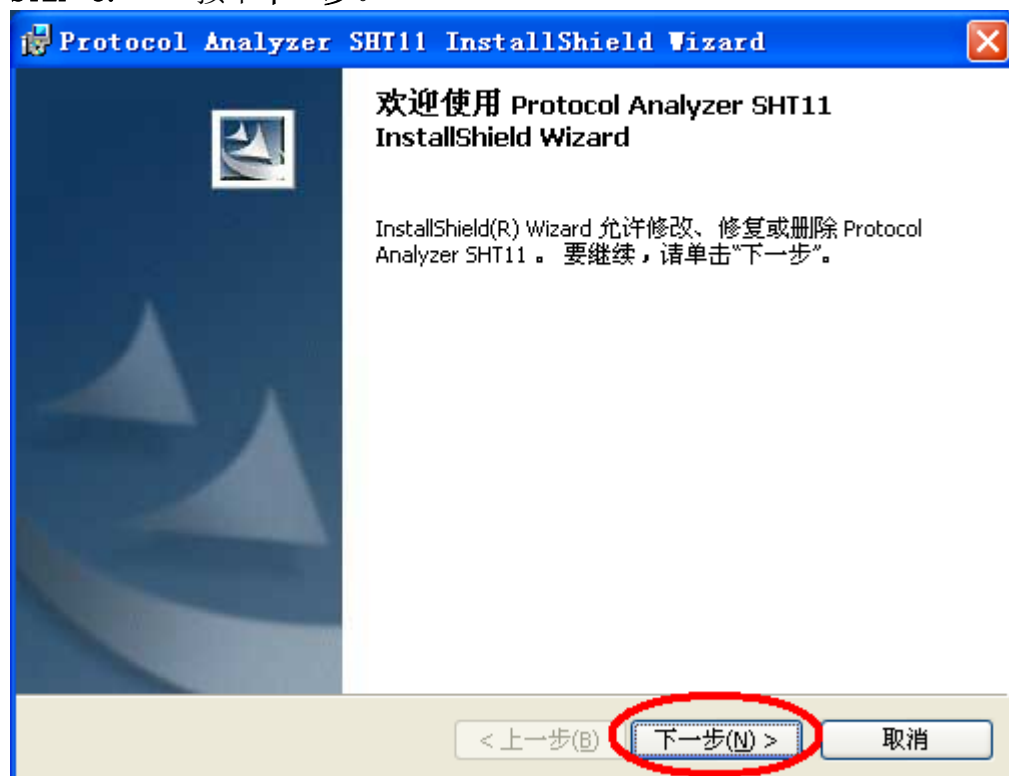 Protocol Analyzer SHT11 InstallShield Wizard
欢迎使用 Protocol Analyzer SHT11
InstallShield Wizard
InstallShield(R) Wizard 允许修改、修复或删除 Protocol
Analyzer SHT11 。 要继续，请单击“下一步”。
< 上一步(B)
下一步(N) >
取消